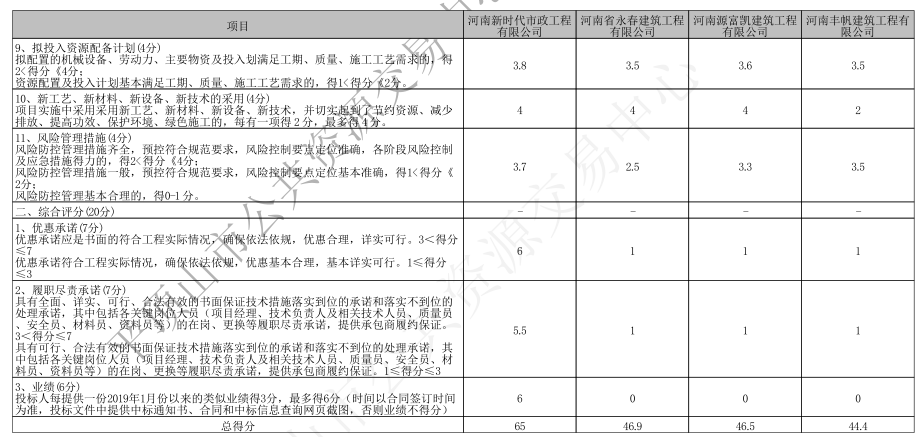 项目 河南新时代市政工程有限公司 河南省永春建筑工程有限公司 河南源富凯建筑工程有限公司 河南丰帆建筑工程有限公司
9、拟投入资源配备计划(4分)
拟配置的机械设备、劳动力、主要物资及投入划满足工期、质量、施工工艺需求的，得
2<得分《4分；
资源配置及投入计划基本满足工期、质量、施工工艺需求的，得1<得分《2分。
3.8 3.5 3.6 3.5
10、新工艺、新材料、新设备、新技术的采用(4分)
项目实施中采用采用新工艺、新材料、新设备、新技术，并切实起到了节约资源、减少
排放、提高功效、保护环境、绿色施工的，每有一项得2分，最多得4分。
4 4 4 2
11、风险管理措施(4分)
风险防控管理措施齐全，预控符合规范要求，风险控制要点定位准确，各阶段风险控制
及应急措施得力的，得2<得分《4分；
风险防控管理措施一般，预控符合规范要求，风险控制要点定位基本准确，得1<得分《
2分；
风险防控管理基本合理的，得0-1分。
3.7 2.5 3.3 3.5
二、综合评分(20分)
- - - -
1、优惠承诺(7分)
优惠承诺应是书面的符合工程实际情况，确保依法依规，优惠合理，详实可行。3＜得分
≤7
优惠承诺符合工程实际情况，确保依法依规，优惠基本合理，基本详实可行。1≤得分
≤3
6 1 1 1
2、履职尽责承诺(7分)
具有全面、详实、可行、合法有效的书面保证技术措施落实到位的承诺和落实不到位的
处理承诺，其中包括各关键岗位人员（项目经理、技术负责人及相关技术人员、质量员
、安全员、材料员、资料员等）的在岗、更换等履职尽责承诺，提供承包商履约保证。
3<得分≤7
具有可行、合法有效的书面保证技术措施落实到位的承诺和落实不到位的处理承诺，其
中包括各关键岗位人员（项目经理、技术负责人及相关技术人员、质量员、安全员、材
料员、资料员等）的在岗、更换等履职尽责承诺，提供承包商履约保证。1≤得分≤3
5.5 1 1 1
3、业绩(6分)
投标人每提供一份2019年1月份以来的类似业绩得3分，最多得6分（时间以合同签订时间
为准，投标文件中提供中标通知书、合同和中标信息查询网页截图，否则业绩不得分）
6 0 0 0
总得分 65 46.9 46.5 44.4
平顶山市公共资源交易中心
公共资源交易中心